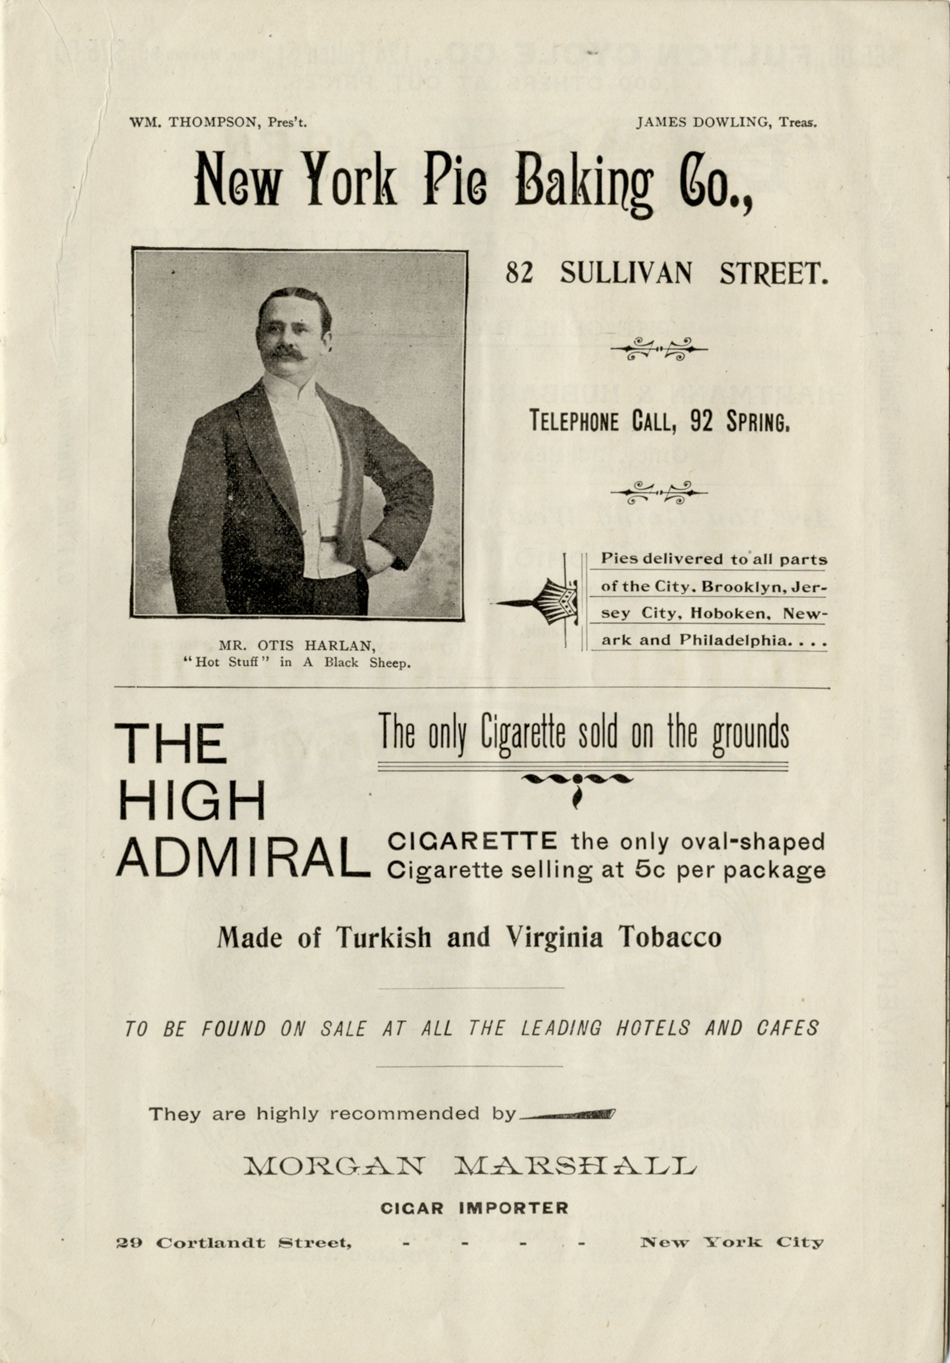 WM. THOMPSON, Pres't.
JAMES DOWLING, Treas.
New York Pie Baking Co.,
82 SULLIVAN STREET.
TELEPHONE CALL, 92 SPRING.
Pies delivered to all parts
of the City. Brooklyn, Jer-
sey City, Hoboken, New-
ark and Philadelphia. . . .
MR. OTIS HARLAN,
"Hot Stuff" in A Black Sheep.
THE
HIGH
ADMIRAL
The only Cigarette sold on the grounds
CIGARETTE the only oval-shaped
Cigarette selling at 5c per package
Made of Turkish and Virginia Tobacco
TO BE FOUND ON SALE AT ALL THE LEADING HOTELS AND CAFES
They are highly recommended by
MORGAN MARSHALL
CIGAR IMPORTER
29 Cortlandt Street, - - - - New York City